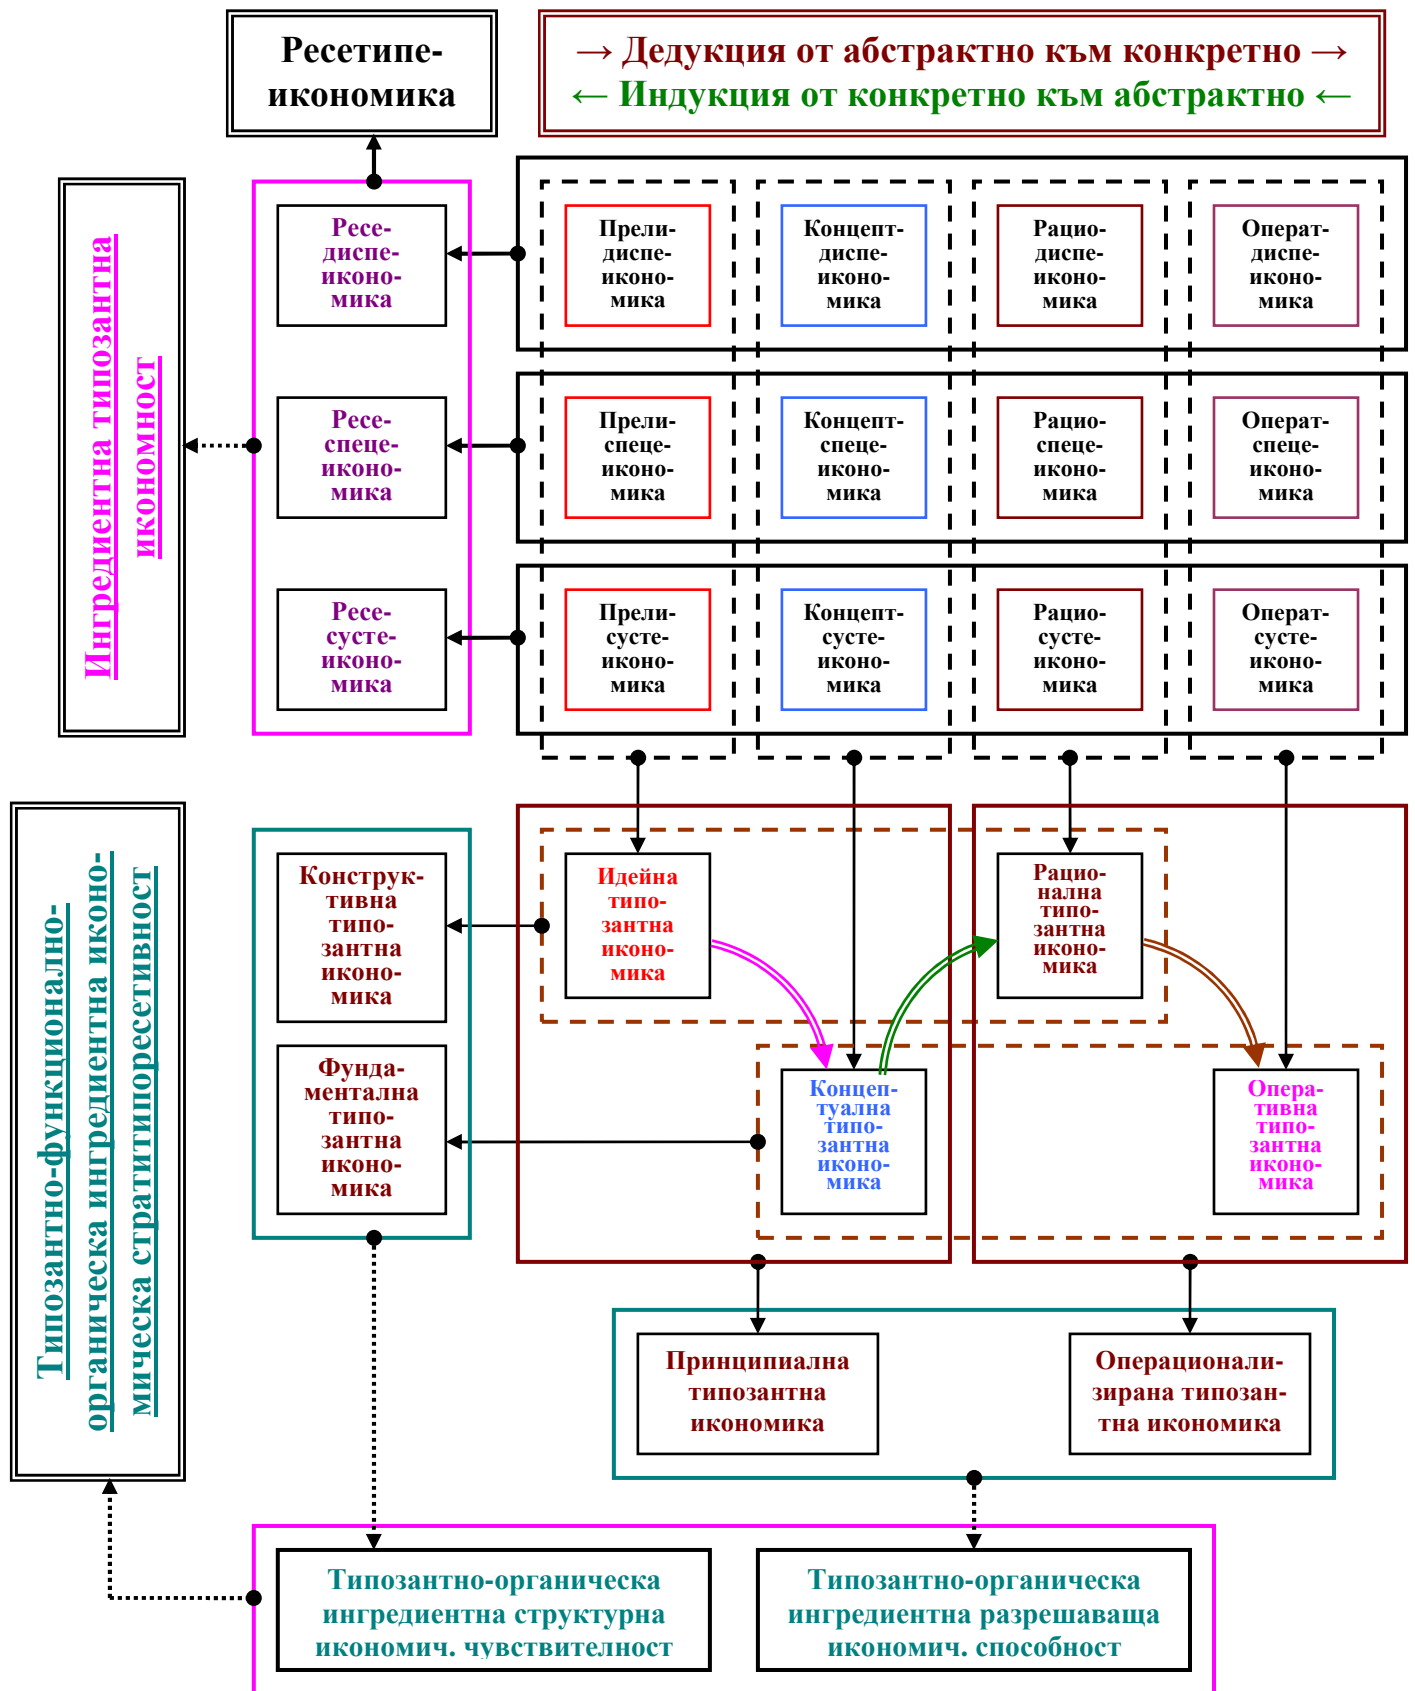 Ресетипе-
икономика
→ Дедукция от абстрактно към конкретно →
← Индукция от конкретно към абстрактно ←
Ингредиентна типозантна
икономност
Ресе-
диспе-
иконо-
мика
Прели-
диспе-
иконо-
мика
Концепт-
диспе-
иконо-
мика
Рацио-
диспе-
иконо-
мика
Операт-
диспе-
иконо-
мика
Ресе-
спеце-
иконо-
мика
Прели-
спеце-
иконо-
мика
Концепт-
спеце-
иконо-
мика
Рацио-
спеце-
иконо-
мика
Операт-
спеце-
иконо-
мика
Ресе-
сусте-
иконо-
мика
Прели-
сусте-
иконо-
мика
Концепт-
сусте-
иконо-
мика
Рацио-
сусте-
иконо-
мика
Операт-
сусте-
иконо-
мика
Типозантно-функционално-
органическа ингредиентна иконо-
мическа стратитипоресетивност
Конструк-
тивна
типо-
зантна
иконо-
мика
Идейна
типо-
зантна
иконо-
мика
Рацио-
нална
типо-
зантна
иконо-
мика
Фунда-
ментална
типо-
зантна
иконо-
мика
Концеп-
туална
типо-
зантна
иконо-
мика
Опера-
тивна
типо-
зантна
иконо-
мика
Принципиална
типозантна
икономика
Операционали-
зирана типозан-
тна икономика
Типозантно-органическа
ингредиентна структурна
икономич. чувствителност
Типозантно-органическа
ингредиентна разрешаваща
икономич. способност